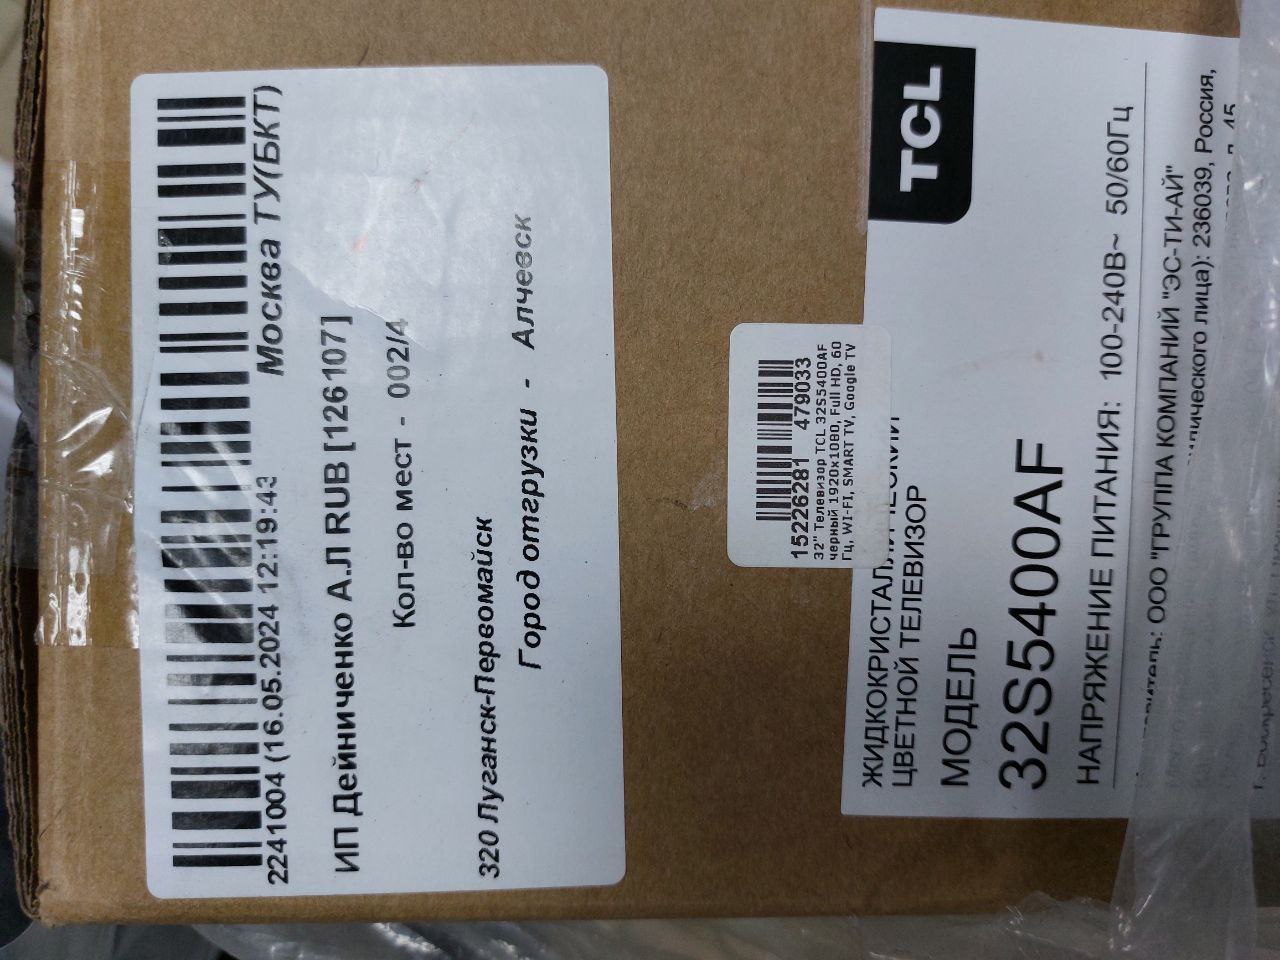 2241004 (16.05.2024 12:19:43
Москва ТУ(БКТ)
ИП Дейниченко А.Л RUB [126107]
Кол-во мест - 002/4
320 Луганск-Первомайск
Город отгрузки - Алчевск
15226281 479033
32" Телевизор TCL 32S5400AF
черный 1920x1080, Full HD, 60
Гц, WI-FI, SMART TV, Google TV
TCL
ЦВЕТНОЙ ТЕЛЕВИЗОР
МОДЕЛЬ
32S5400AF
НАПРЯЖЕНИЕ ПИТАНИЯ: 100-240В~ 50/60Гц
ООО "ГРУППА КОМПАНИЙ "ЭС-ТИ-АЙ"
лица): 236039, Россия,